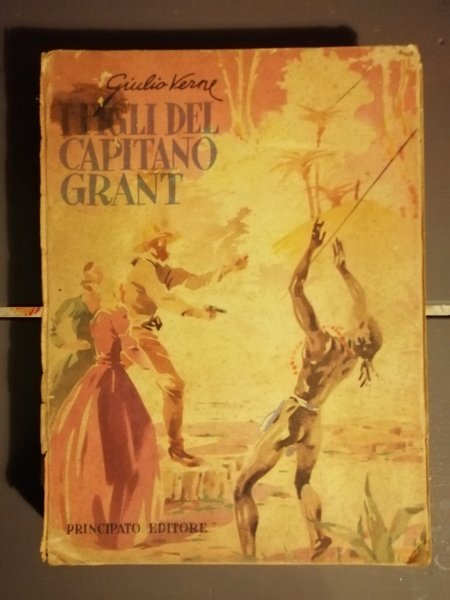 Giulio Verne
I FIGLI DEL
CAPITANO
GRANT
PRINCIPATO EDITORE